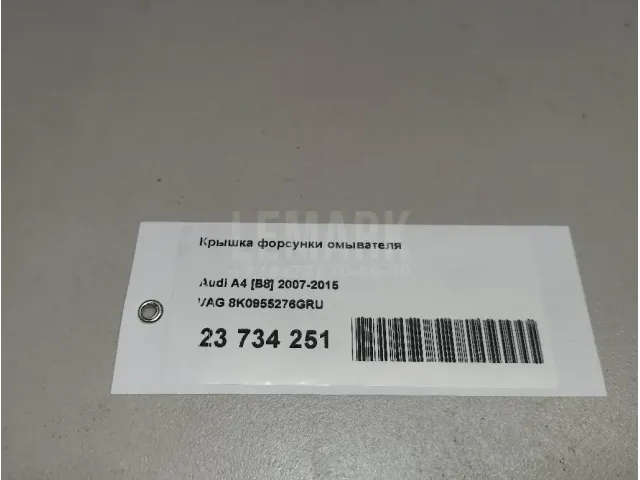 LEMARK
Крышка форсунки омывателя
Audi A4 [B8] 2007-2015
VAG 8K0955276GRU
23 734 251